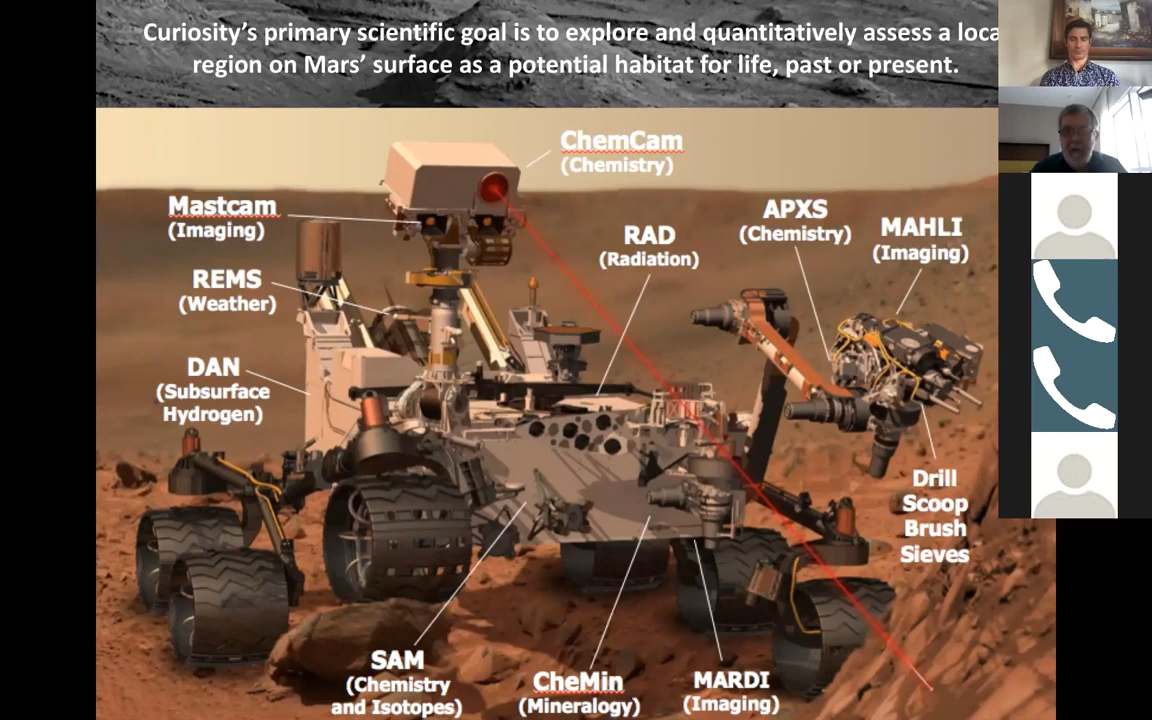 Curiosity's primary scientific goal is to explore and quantitatively assess a loca
region on Mars' surface as a potential habitat for life, past or present.
ChemCam
(Chemistry)
Mastcam
(Imaging)
APXS
(Chemistry)
MAHLI
(Imaging)
RAD
(Radiation)
REMS
(Weather)
DAN
(Subsurface
Hydrogen)
Drill
Scoop
Brush
Sieves
SAM
(Chemistry
and Isotopes)
CheMin
(Mineralogy)
MARDI
(Imaging)